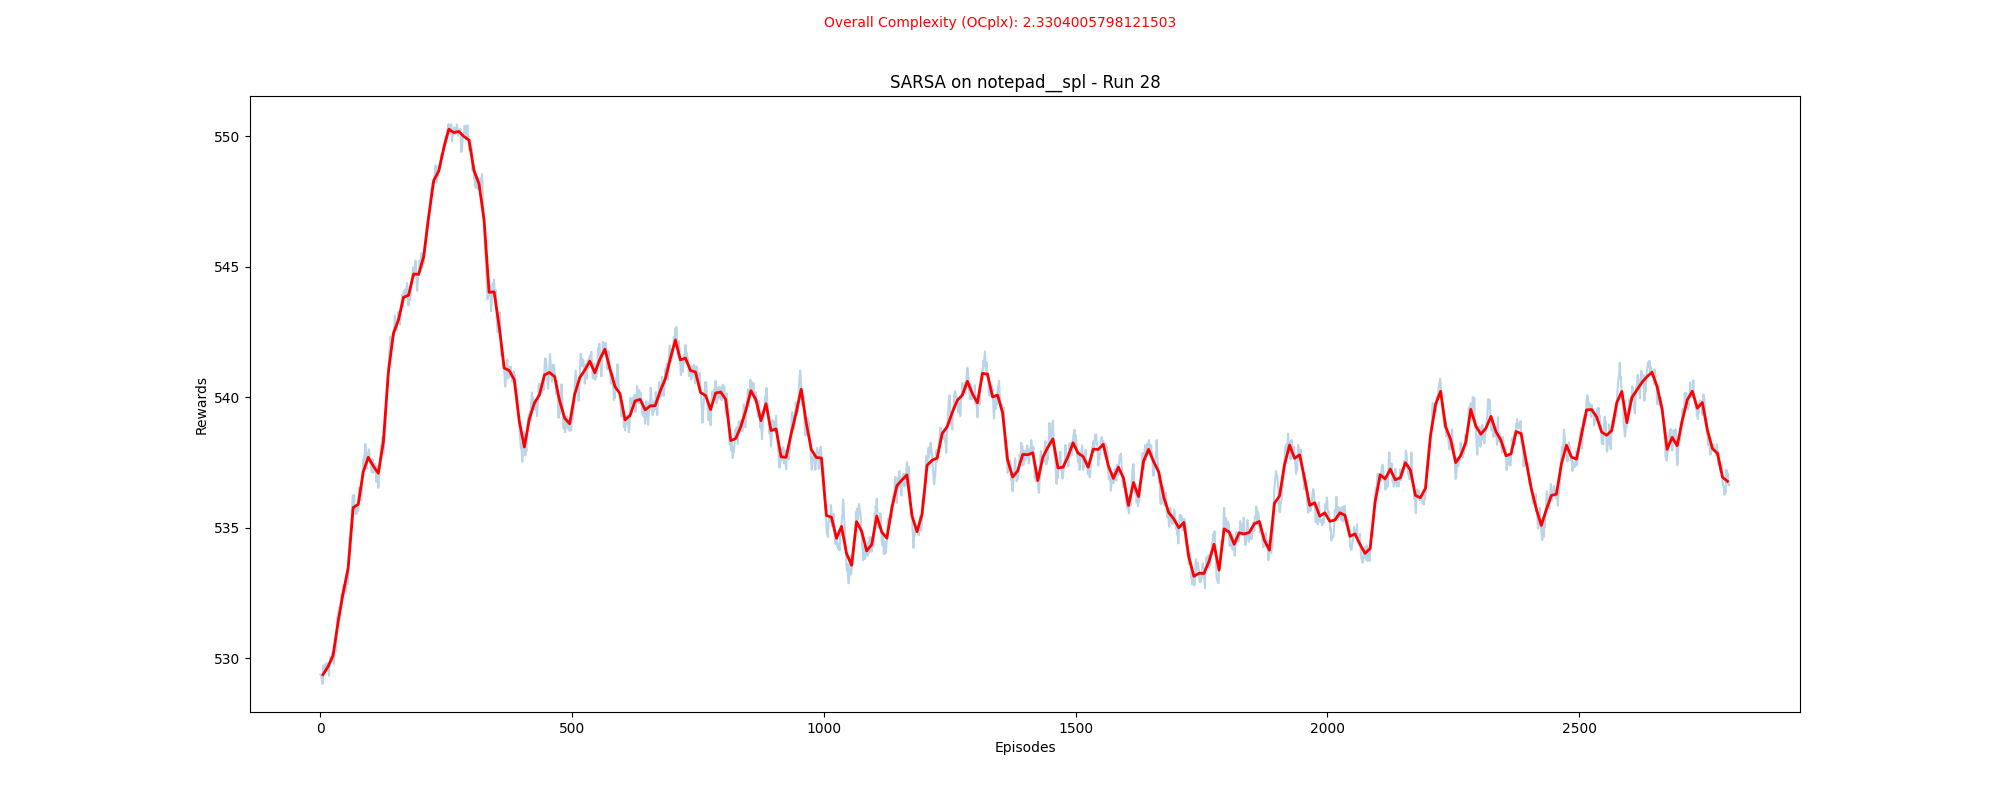 Overall Complexity (OCplx): 2.3304005798121503
SARSA on notepad__spl - Run 28
550
545
540
535
530
Rewards
0 500 1000 1500 2000 2500
Episodes